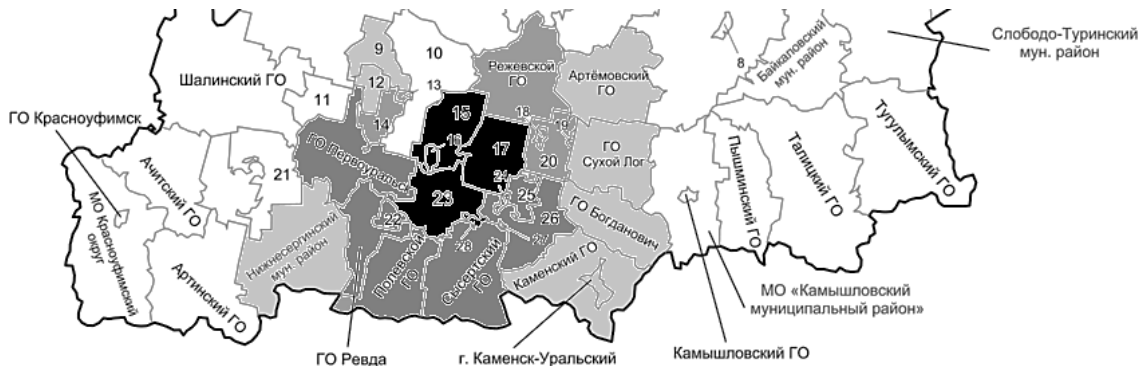 Слободо-Туринский
мун. район
9
10
8
Шалинский ГО
Режевской
ГО
Артёмовский
ГО
Байкаловский
мун. район
12
13
11
15
18
19
14
16
17
ГО Красноуфимск
Ачитский ГО
21
ГО Первоуральск
20
ГО
Сухой Лог
Пышминский ГО
Талицкий ГО
Тугулымский ГО
23
25
26
22
28
27
МО Красноуфимский
округ
Артинский ГО
Нижнесергинский
мун. район
Полевской
ГО
Сысертский
ГО
ГО Богданович
Каменский ГО
МО «Камышловский
муниципальный район»
ГО Ревда
г. Каменск-Уральский
Камышловский ГО